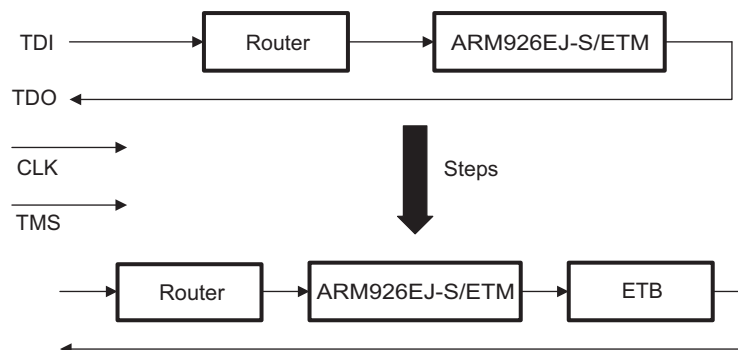 TDI
Router
ARM926EJ-S/ETM
TDO
CLK
Steps
TMS
Router
ARM926EJ-S/ETM
ETB